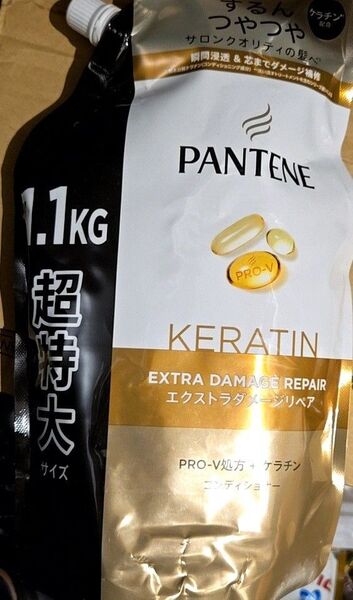 するん
つやつや
サロンクオリティの髪へ
ケラチン
配合
瞬間浸透 & 芯までダメージ補修
PANTENE
PRO-V
1.1KG
超特大
サイズ
KERATIN
EXTRA DAMAGE REPAIR
エクストラダメージリペア
PRO-V処方 + ケラチン
コンディショナー